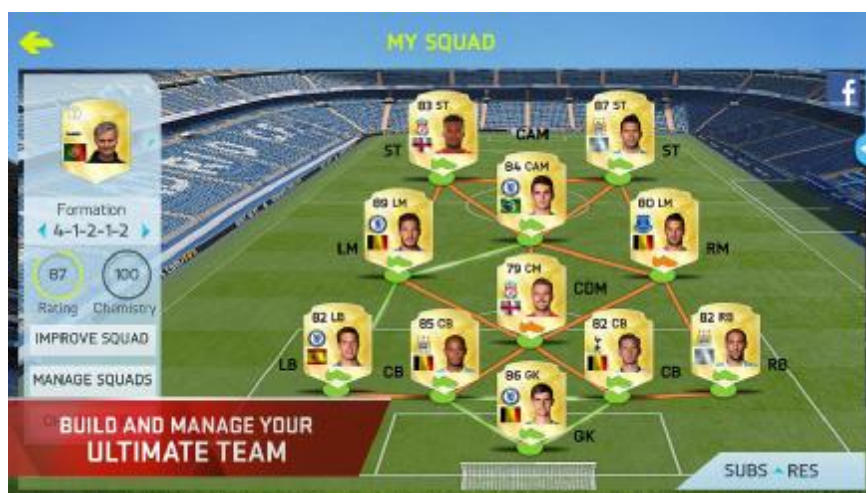 MY SQUAD
83 ST
87 ST
ST
CAM
ST
84 CAM
Formation
4-1-2-1-2
89 LM
80 LM
LM
RM
87
100
79 CM
CDM
Rating
Chemistry
82 LB
85 CB
82 CB
82 RB
IMPROVE SQUAD
LB
CB
CB
RB
MANAGE SQUADS
86 GK
BUILD AND MANAGE YOUR
ULTIMATE TEAM
GK
SUBS
RES
f